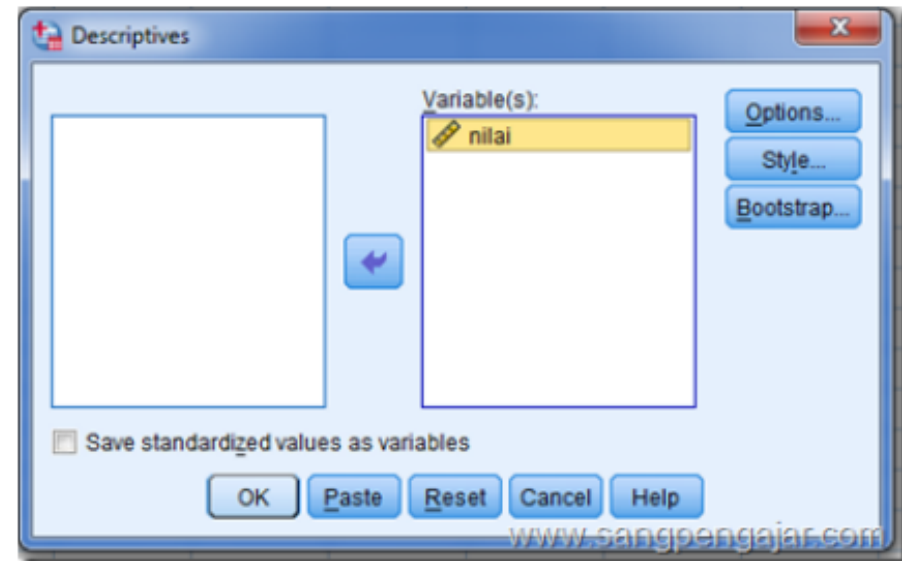 Descriptives
Variable(s):
nilai
Options...
Style...
Bootstrap...
Save standardized values as variables
OK Paste Reset Cancel Help
www.sangpengajar.com